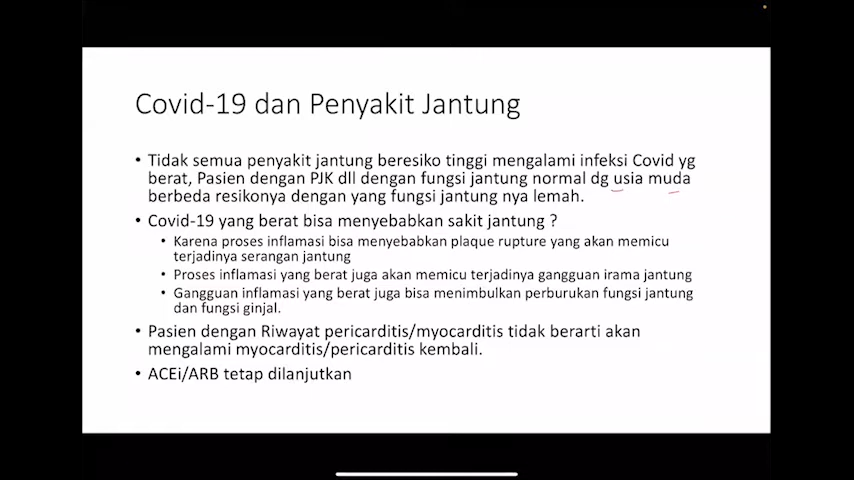 Covid-19 dan Penyakit Jantung
• Tidak semua penyakit jantung beresiko tinggi mengalami infeksi Covid yg
berat, Pasien dengan PJK dll dengan fungsi jantung normal dg usia muda
berbeda resikonya dengan yang fungsi jantung nya lemah.
• Covid-19 yang berat bisa menyebabkan sakit jantung ?
• Karena proses inflamasi bisa menyebabkan plaque rupture yang akan memicu
terjadinya serangan jantung
• Proses inflamasi yang berat juga akan memicu terjadinya gangguan irama jantung
• Gangguan inflamasi yang berat juga bisa menimbulkan perburukan fungsi jantung
dan fungsi ginjal.
• Pasien dengan Riwayat pericarditis/myocarditis tidak berarti akan
mengalami myocarditis/pericarditis kembali.
• ACEi/ARB tetap dilanjutkan